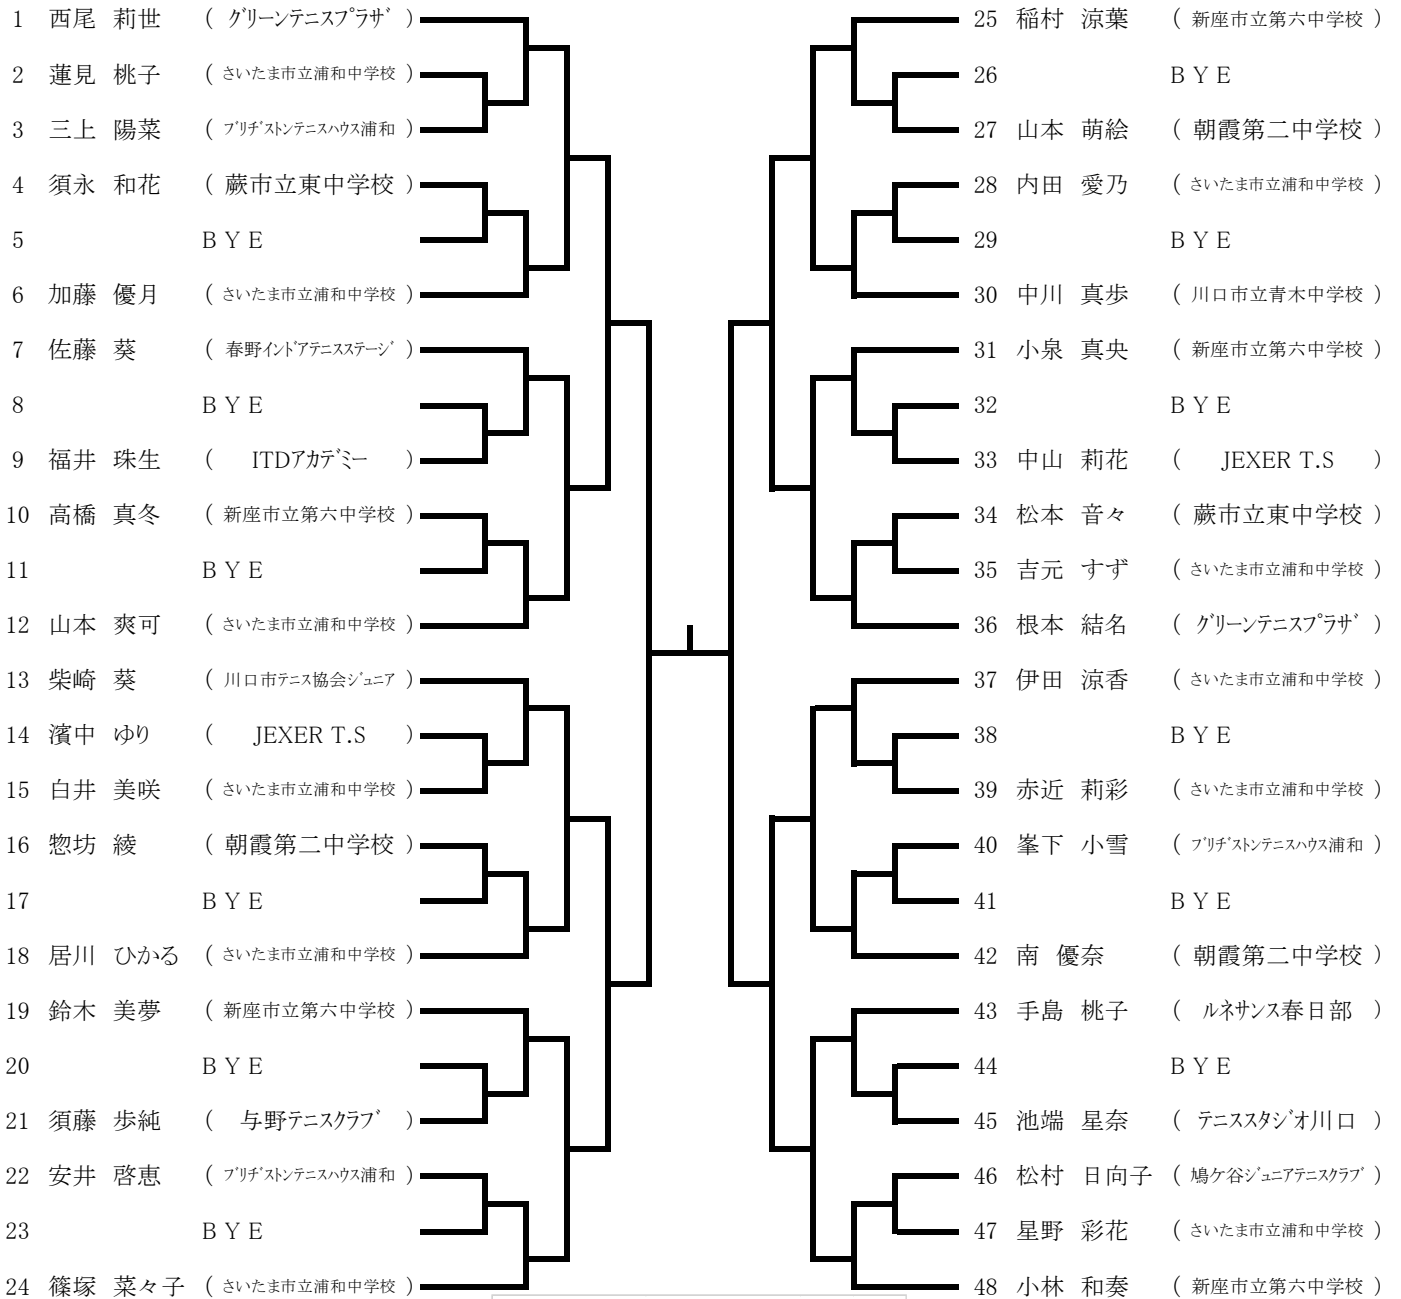 1 西尾 莉世 ( グリーンテニスプラザ )
2 蓮見 桃子 ( さいたま市立浦和中学校 )
3 三上 陽菜 ( ブリヂストンテニスハウス浦和 )
4 須永 和花 ( 蕨市立東中学校 )
5 BYE
6 加藤 優月 ( さいたま市立浦和中学校 )
7 佐藤 葵 ( 春野インドアテニスステージ )
8 BYE
9 福井 珠生 ( ITDアカデミー )
10 高橋 真冬 ( 新座市立第六中学校 )
11 BYE
12 山本 爽可 ( さいたま市立浦和中学校 )
13 柴崎 葵 ( 川口市テニス協会ジュニア )
14 濱中 ゆり ( JEXER T.S )
15 白井 美咲 ( さいたま市立浦和中学校 )
16 惣坊 綾 ( 朝霞第二中学校 )
17 BYE
18 居川 ひかる ( さいたま市立浦和中学校 )
19 鈴木 美夢 ( 新座市立第六中学校 )
20 BYE
21 須藤 歩純 ( 与野テニスクラブ )
22 安井 啓恵 ( ブリヂストンテニスハウス浦和 )
23 BYE
24 篠塚 菜々子 ( さいたま市立浦和中学校 )
25 稲村 涼葉 ( 新座市立第六中学校 )
26 BYE
27 山本 萌絵 ( 朝霞第二中学校 )
28 内田 愛乃 ( さいたま市立浦和中学校 )
29 BYE
30 中川 真歩 ( 川口市立青木中学校 )
31 小泉 真央 ( 新座市立第六中学校 )
32 BYE
33 中山 莉花 ( JEXER T.S )
34 松本 音々 ( 蕨市立東中学校 )
35 吉元 すず ( さいたま市立浦和中学校 )
36 根本 結名 ( グリーンテニスプラザ )
37 伊田 涼香 ( さいたま市立浦和中学校 )
38 BYE
39 赤近 莉彩 ( さいたま市立浦和中学校 )
40 峯下 小雪 ( ブリヂストンテニスハウス浦和 )
41 BYE
42 南 優奈 ( 朝霞第二中学校 )
43 手島 桃子 ( ルネサンス春日部 )
44 BYE
45 池端 星奈 ( テニススタジオ川口 )
46 松村 日向子 ( 鳩ケ谷ジュニアテニスクラブ )
47 星野 彩花 ( さいたま市立浦和中学校 )
48 小林 和奏 ( 新座市立第六中学校 )